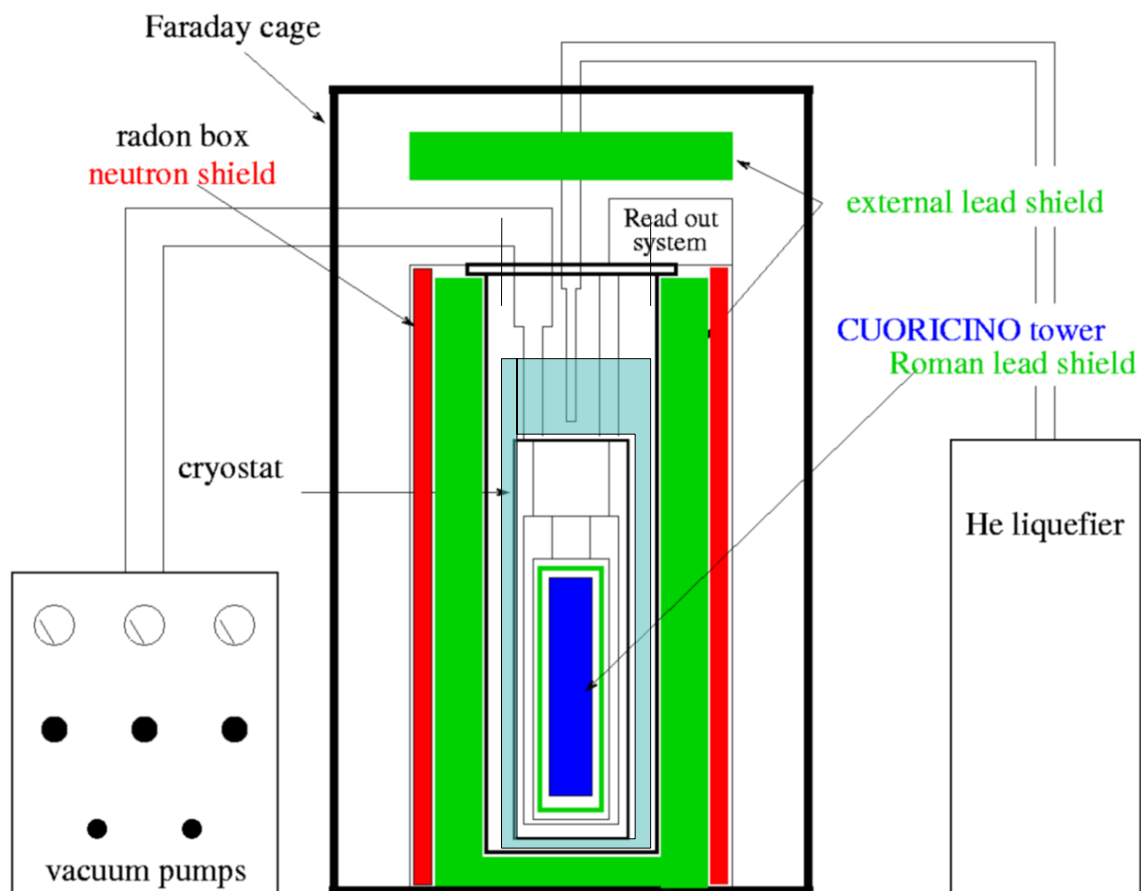 Faraday cage
radon box
neutron shield
external lead shield
Read out
system
CUORICINO tower
Roman lead shield
cryostat
He liquefier
vacuum pumps